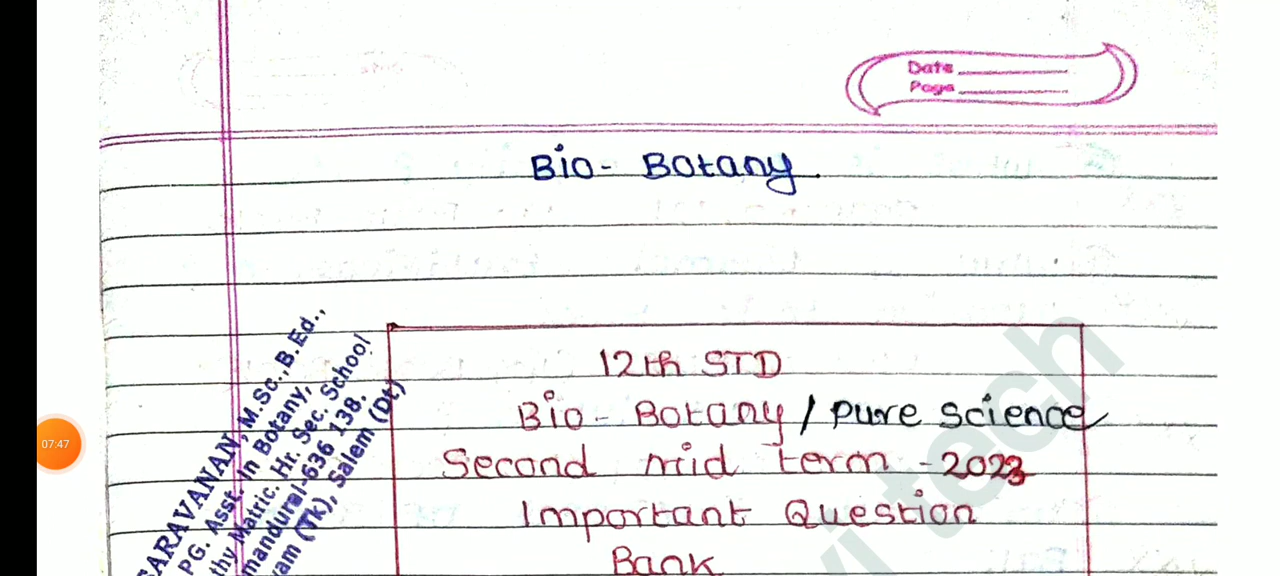 Date
Page
Bio- Botany
SARAVANAN, M.Sc., B.Ed.,
PG. Asst. In Botany,
Matric. Hr. Sec. School
636 138.
(Tk), Salem (Dt)
12th STD
Bio- Botany / Pure Science
Second mid term - 2023
Important Question
Bank
tech
07:47